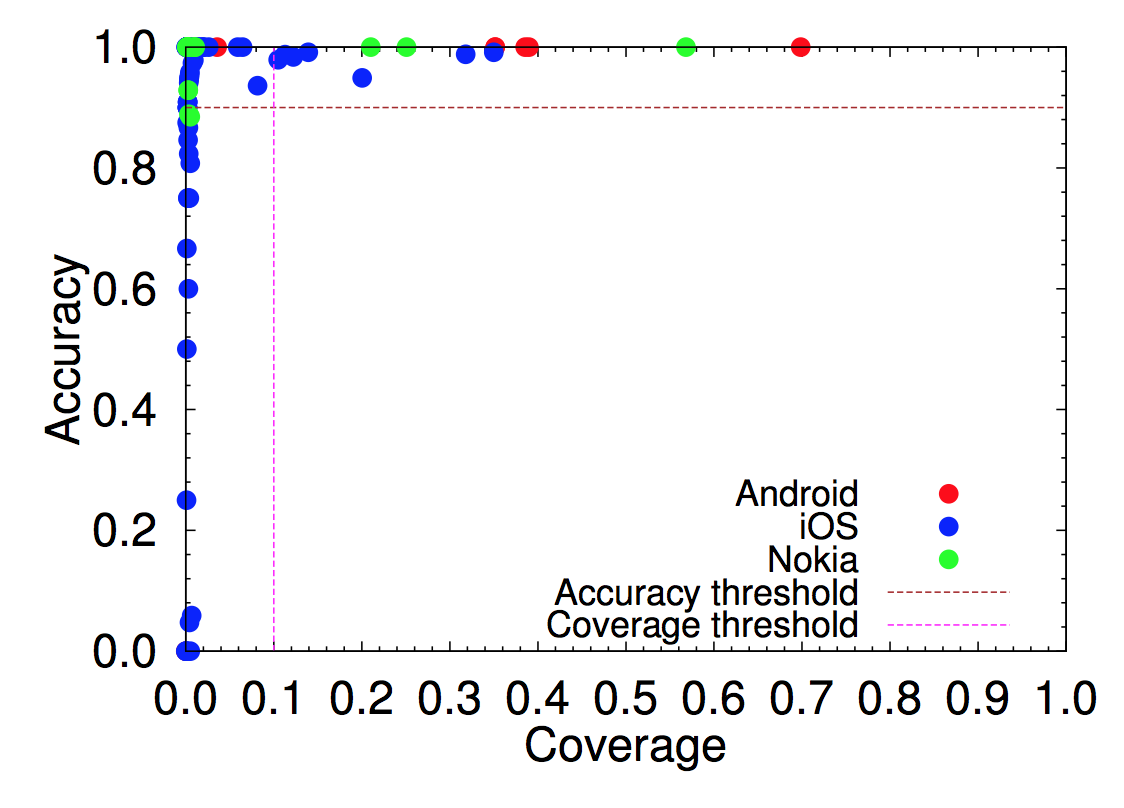 1.0
0.8
0.6
0.4
0.2
0.0
Accuracy
Android
iOS
Nokia
Accuracy threshold
Coverage threshold
0.0 0.1 0.2 0.3 0.4 0.5 0.6 0.7 0.8 0.9 1.0
Coverage